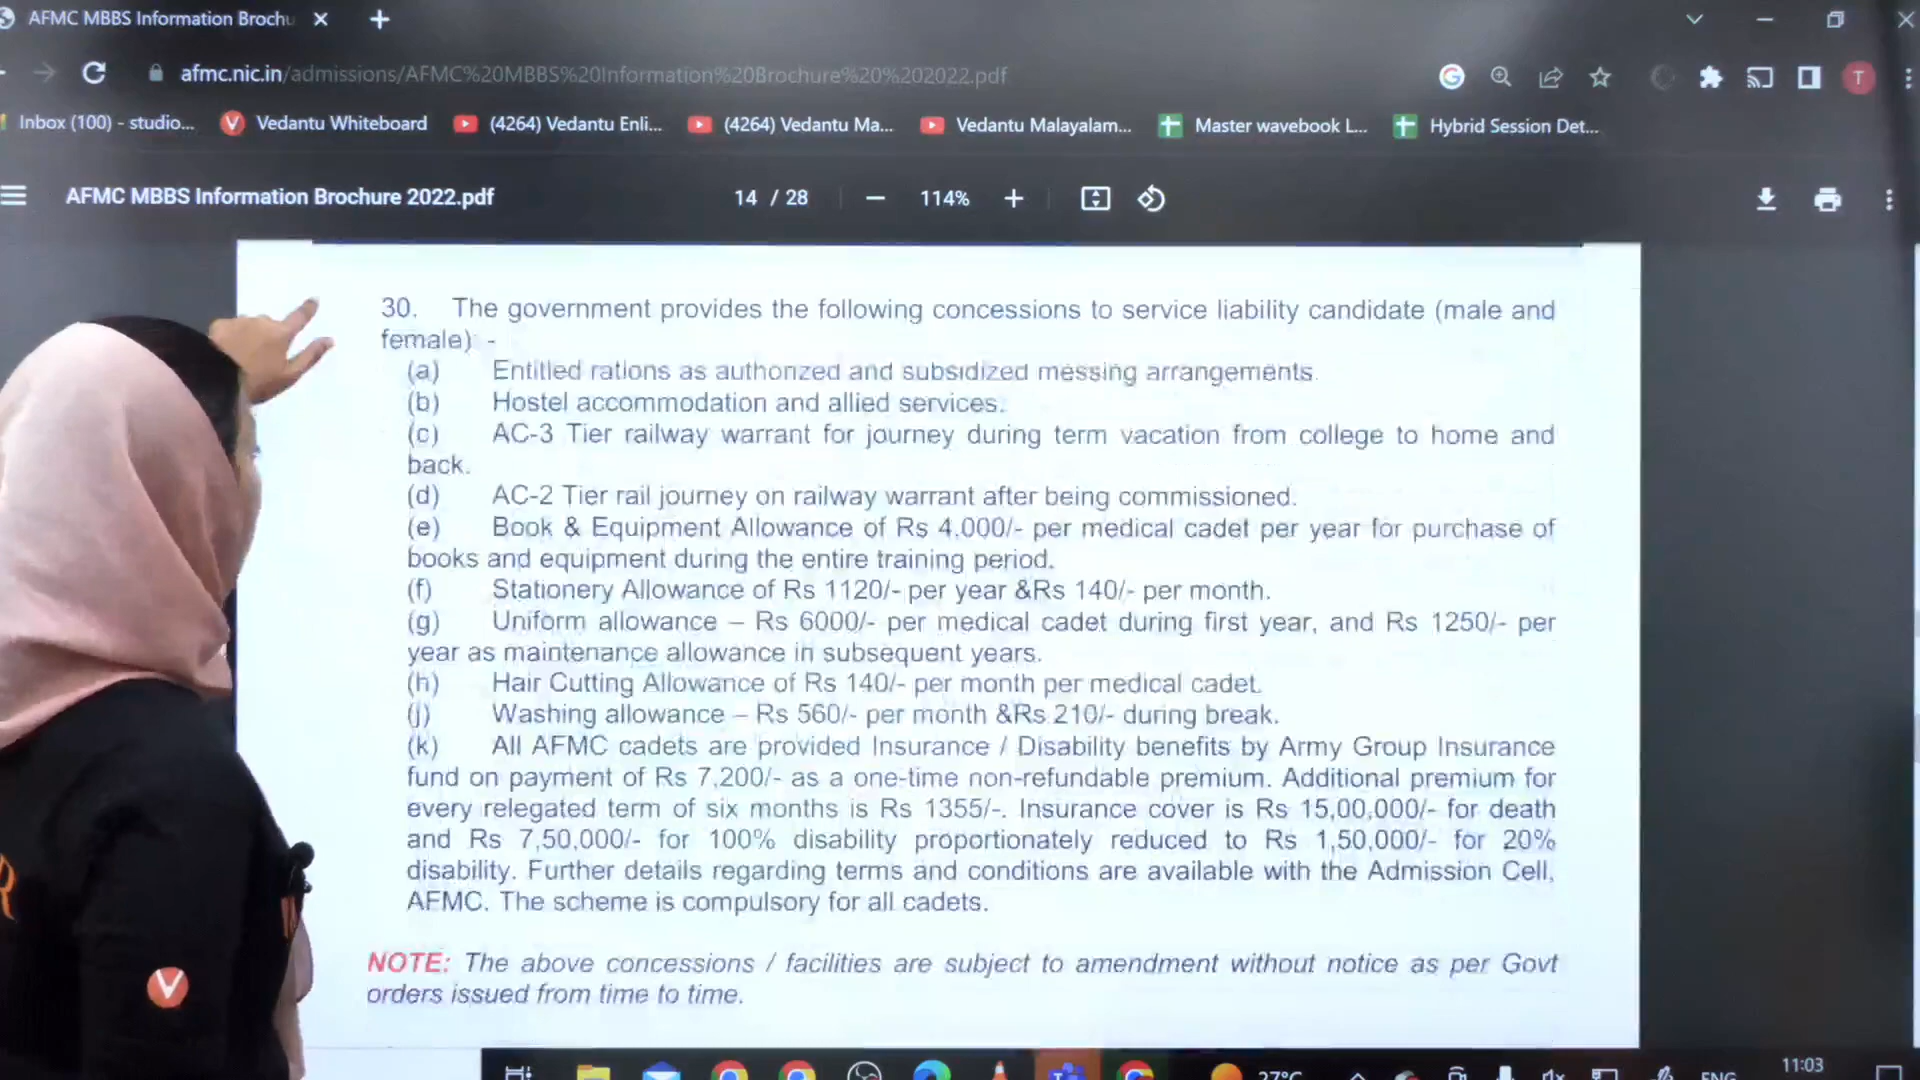 AFMC MBBS Information Brochu
afmc.nic.in/admissions/AFMC%20MBBS%20Information%20Brochure%20%202022.pdf
T
Inbox (100) - studio...
Vedantu Whiteboard
(4264) Vedantu Enli...
(4264) Vedantu Ma...
Vedantu Malayalam...
Master wavebook L...
Hybrid Session Det...
AFMC MBBS Information Brochure 2022.pdf
14 / 28
114%
30. The government provides the following concessions to service liability candidate (male and
female) -
(a) Entitled rations as authorized and subsidized messing arrangements.
(b) Hostel accommodation and allied services.
(c) AC-3 Tier railway warrant for journey during term vacation from college to home and
back.
(d) AC-2 Tier rail journey on railway warrant after being commissioned.
(e) Book & Equipment Allowance of Rs 4,000/- per medical cadet per year for purchase of
books and equipment during the entire training period.
(f) Stationery Allowance of Rs 1120/- per year &Rs 140/- per month.
(g) Uniform allowance – Rs 6000/- per medical cadet during first year, and Rs 1250/- per
year as maintenance allowance in subsequent years.
(h) Hair Cutting Allowance of Rs 140/- per month per medical cadet.
(j) Washing allowance – Rs 560/- per month &Rs 210/- during break.
(k) All AFMC cadets are provided Insurance / Disability benefits by Army Group Insurance
fund on payment of Rs 7,200/- as a one-time non-refundable premium. Additional premium for
every relegated term of six months is Rs 1355/-. Insurance cover is Rs 15,00,000/- for death
and Rs 7,50,000/- for 100% disability proportionately reduced to Rs 1,50,000/- for 20%
disability. Further details regarding terms and conditions are available with the Admission Cell,
AFMC. The scheme is compulsory for all cadets.
NOTE: The above concessions / facilities are subject to amendment without notice as per Govt
orders issued from time to time.
R
V
27°C
ENG
11:03